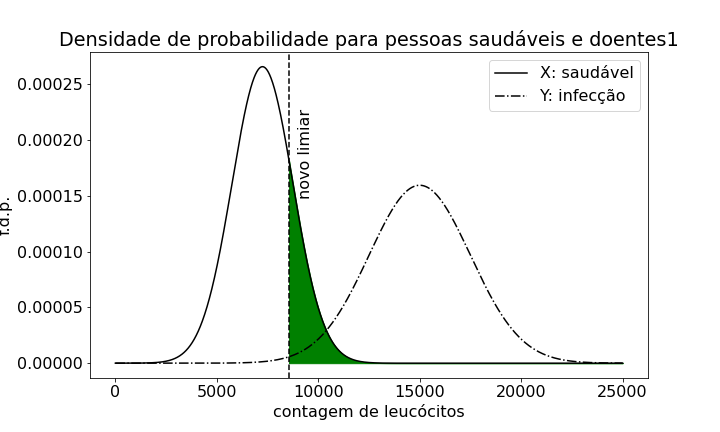 Densidade de probabilidade para pessoas saudáveis e doentes1
X: saudável
Y: infecção
novo limiar
f.d.p.
0.00025
0.00020
0.00015
0.00010
0.00005
0.00000
0
5000
10000
15000
20000
25000
contagem de leucócitos